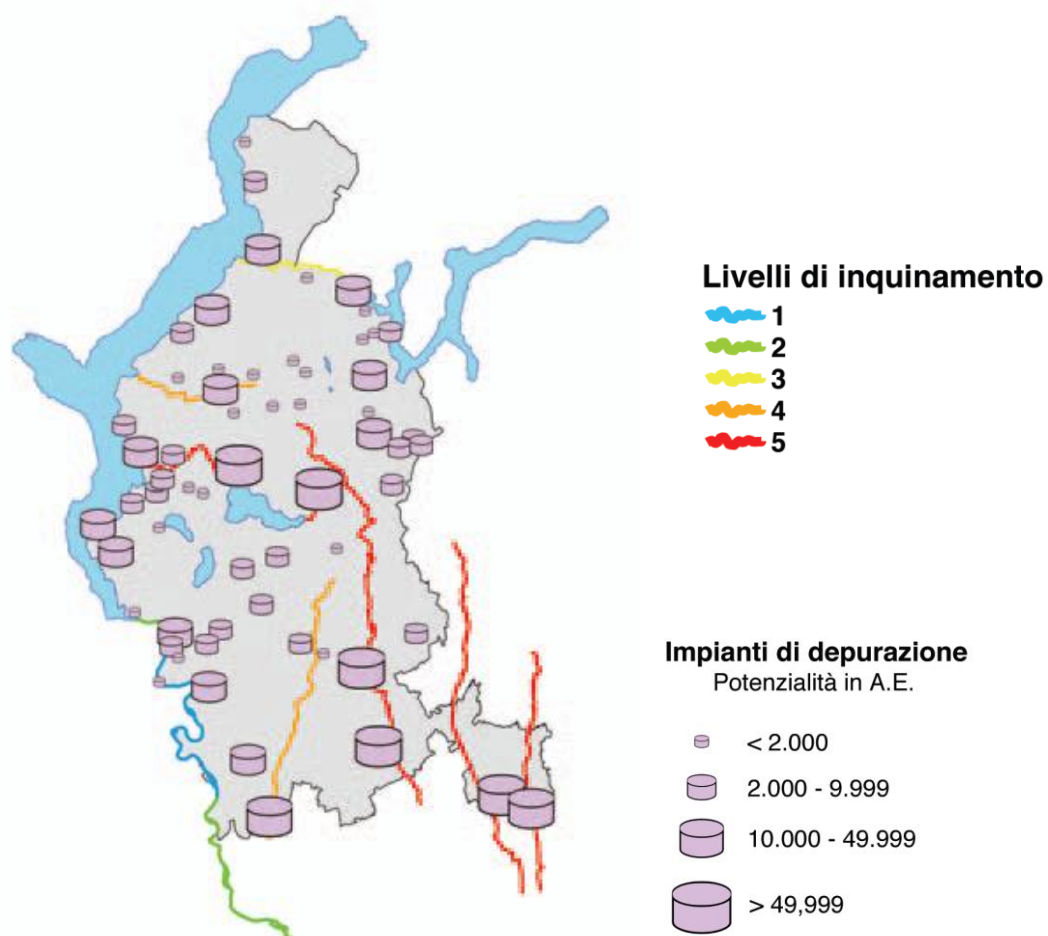 Livelli di inquinamento
1
2
3
4
5
Impianti di depurazione
Potenzialità in A.E.
< 2.000
2.000 - 9.999
10.000 - 49.999
> 49,999